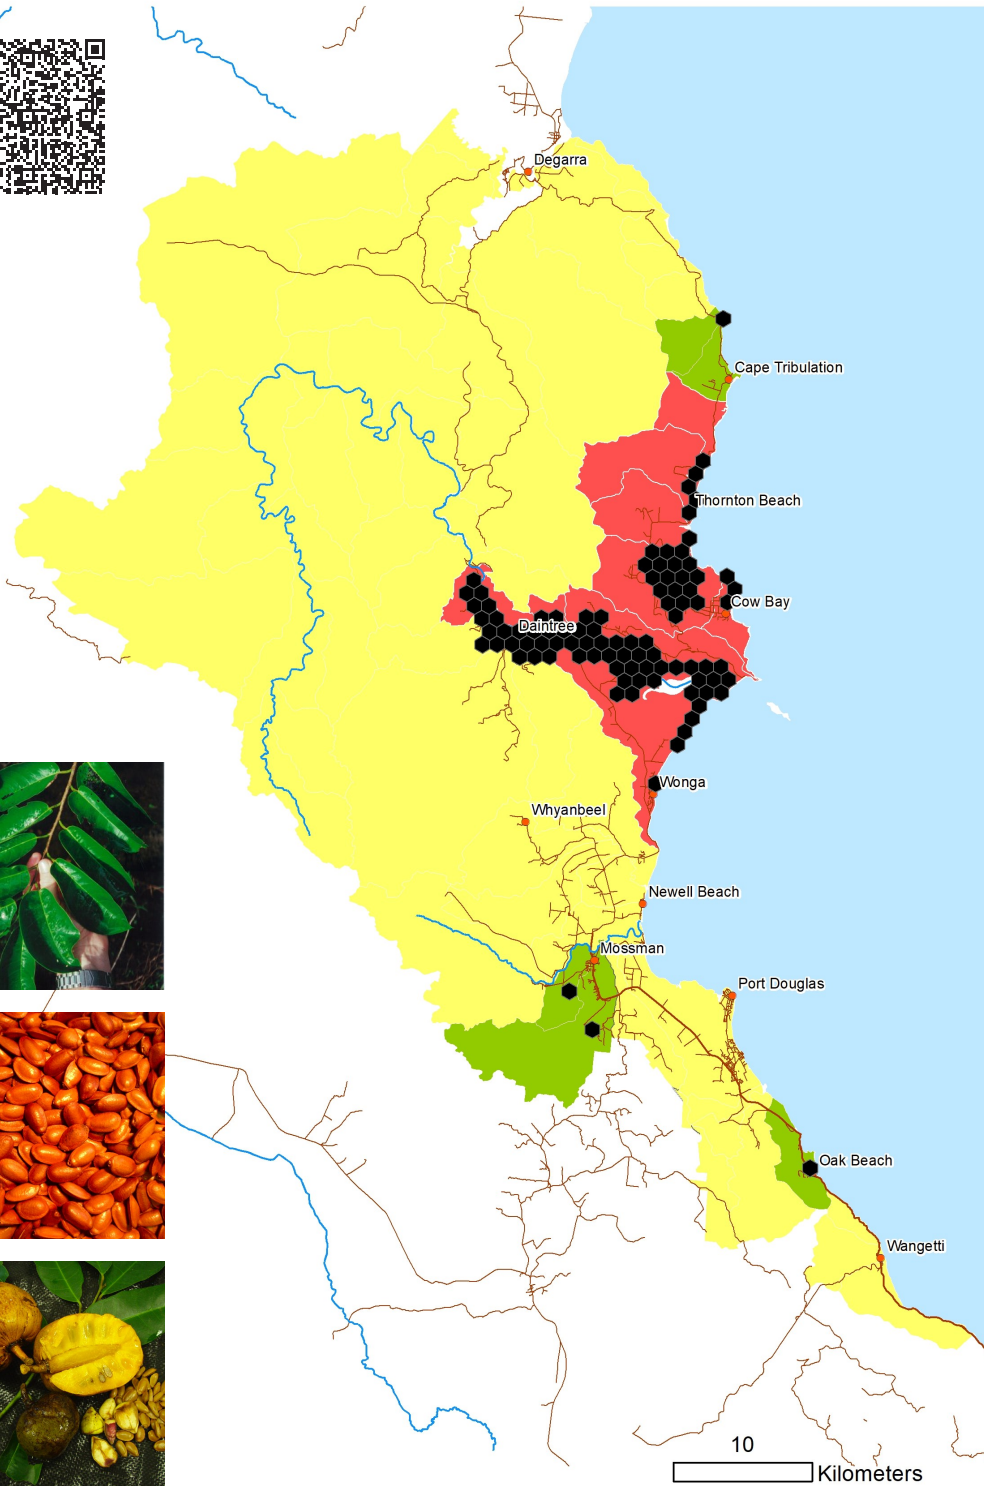 Degarra
Cape Tribulation
Thornton Beach
Cow Bay
Daintree
Wonga
Whyanbeel
Newell Beach
Mossman
Port Douglas
Oak Beach
Wangetti
10
Kilometers